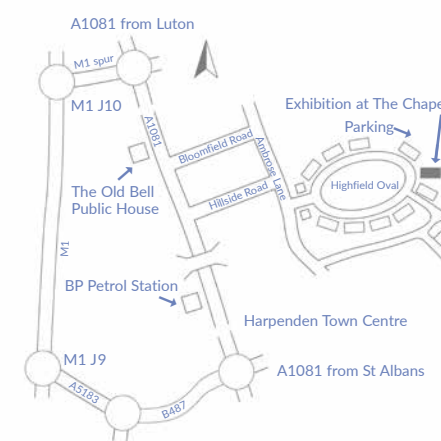 A1081 from Luton
M1 spur
M1 J10
Exhibition at The Chape
Parking
A1081
Bloomfield Road
Ambrose Lane
The Old Bell
Public House
Hillside Road
Highfield Oval
M1
BP Petrol Station
Harpenden Town Centre
M1 J9
A1081 from St Albans
A5183
B487